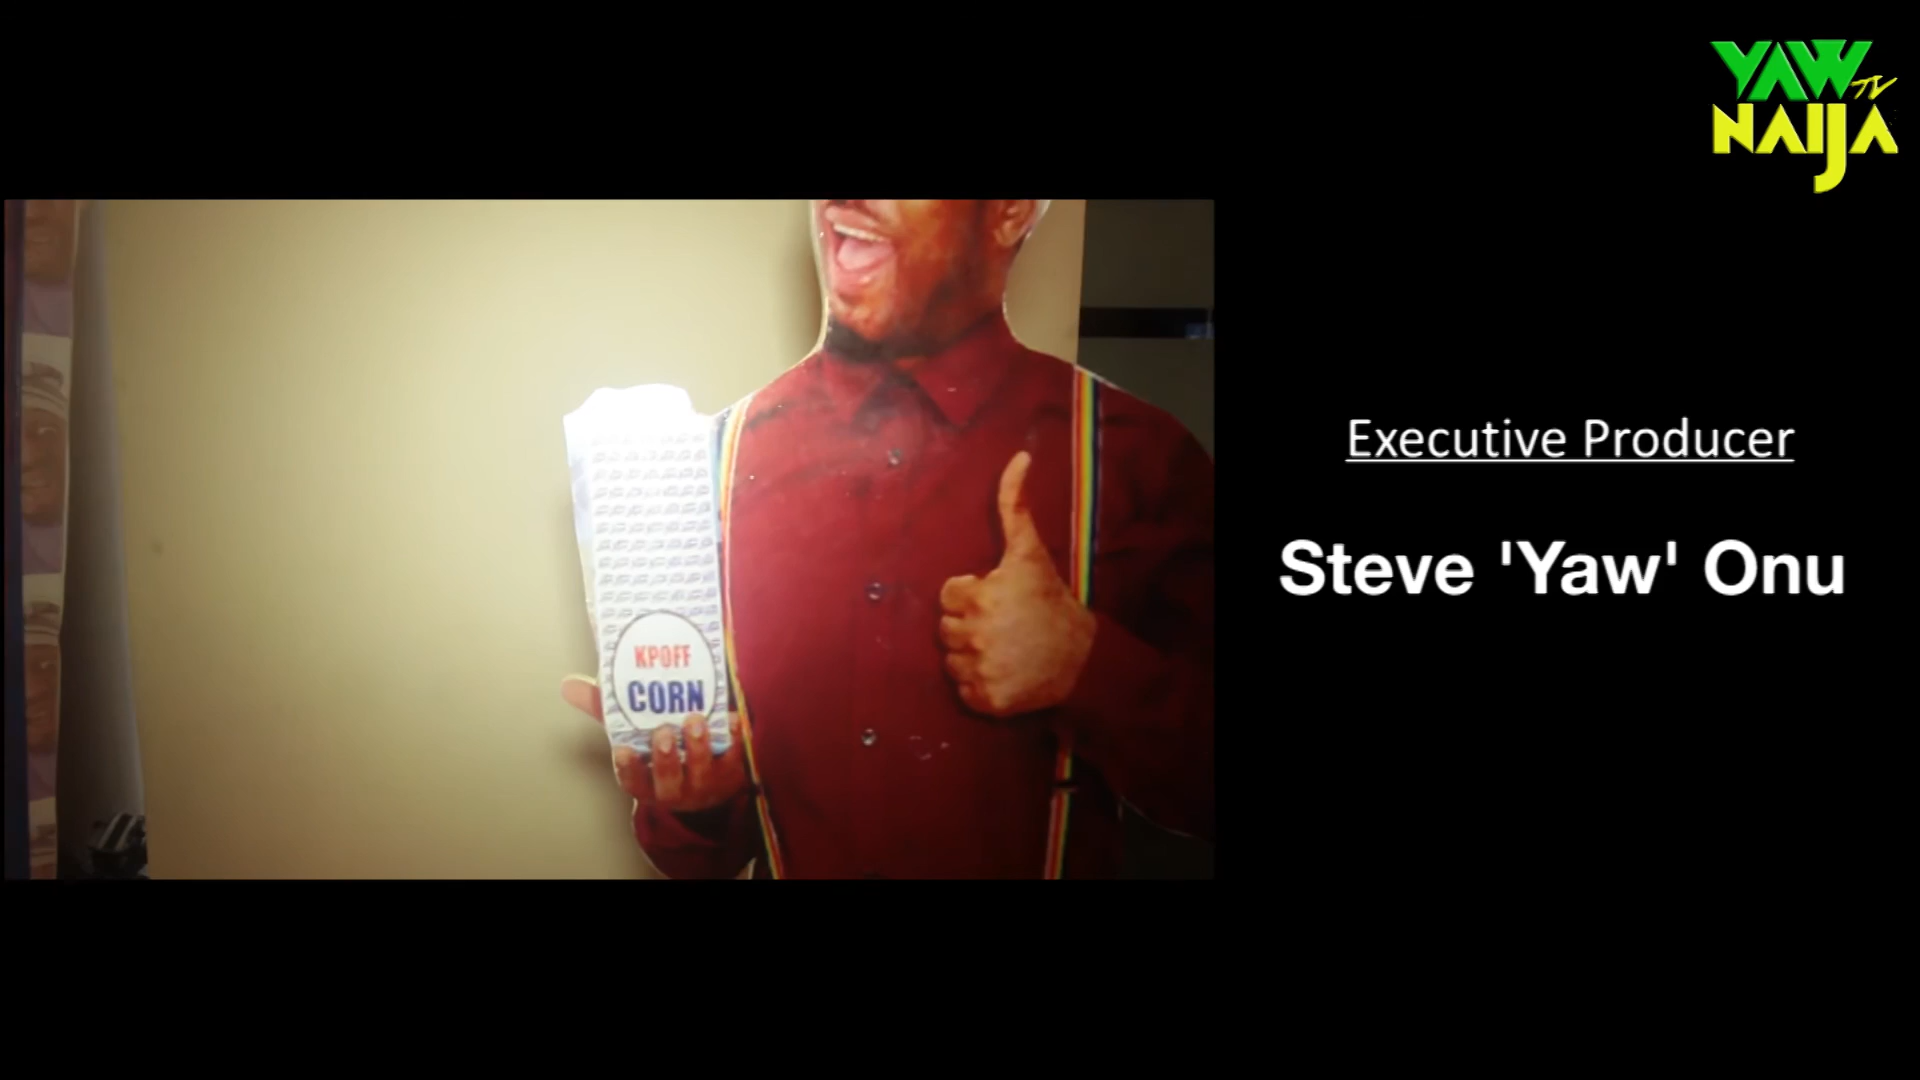 YAW TV
NAIJA
Executive Producer
Steve 'Yaw' Onu
KPOFF
CORN